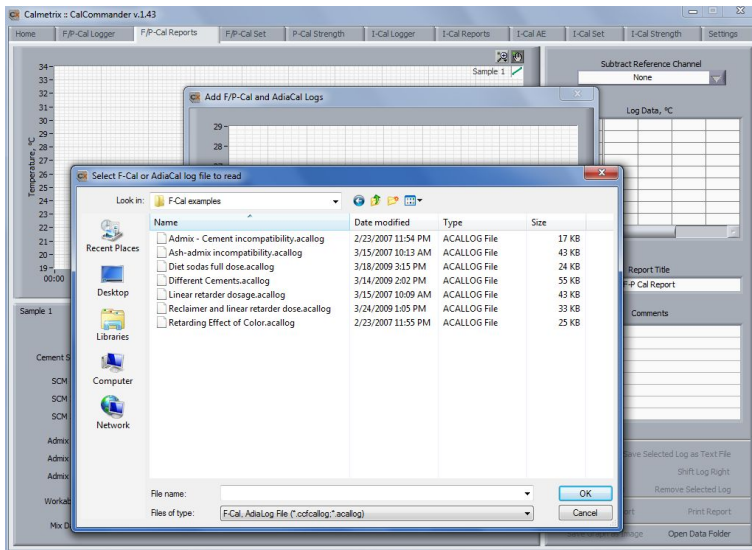 Calmetrix :: CalCommander v.1.43
Home F/P-Cal Logger F/P-Cal Reports F/P-Cal Set P-Cal Strength I-Cal Logger I-Cal Reports I-Cal AE I-Cal Set I-Cal Strength Settings
Sample 1
Subtract Reference Channel
None
Log Data, ºC
Temperature, ºC
34
33
32
31
30
29
28
27
26
25
24
23
22
21
20
19
00:00
Add F/P-Cal and AdiaCal Logs
29
28
Select F-Cal or AdiaCal log file to read
Look in: F-Cal examples
Recent Places
Desktop
Libraries
Computer
Network
Name Date modified Type Size
Admix - Cement incompatibility.acallog 2/23/2007 11:54 PM ACALLOG File 17 KB
Ash-admix incompatibility.acallog 3/15/2007 10:13 AM ACALLOG File 43 KB
Diet sodas full dose.acallog 3/18/2009 3:15 PM ACALLOG File 24 KB
Different Cements.acallog 3/14/2009 2:02 PM ACALLOG File 55 KB
Linear retarder dosage.acallog 3/15/2007 10:09 AM ACALLOG File 43 KB
Reclaimer and linear retarder dose.acallog 3/24/2009 1:05 PM ACALLOG File 33 KB
Retarding Effect of Color.acallog 2/23/2007 11:55 PM ACALLOG File 25 KB
File name: OK
Files of type: F-Cal, AdiaLog File (*.ccfcallog;*.acallog) Cancel
Report Title
F-P Cal Report
Comments
Sample 1
Cement S
SCM
SCM
SCM
Admix
Admix
Admix
Workab
Mix D
Save Selected Log as Text File
Shift Log Right
Remove Selected Log
Print Report
Open Data Folder